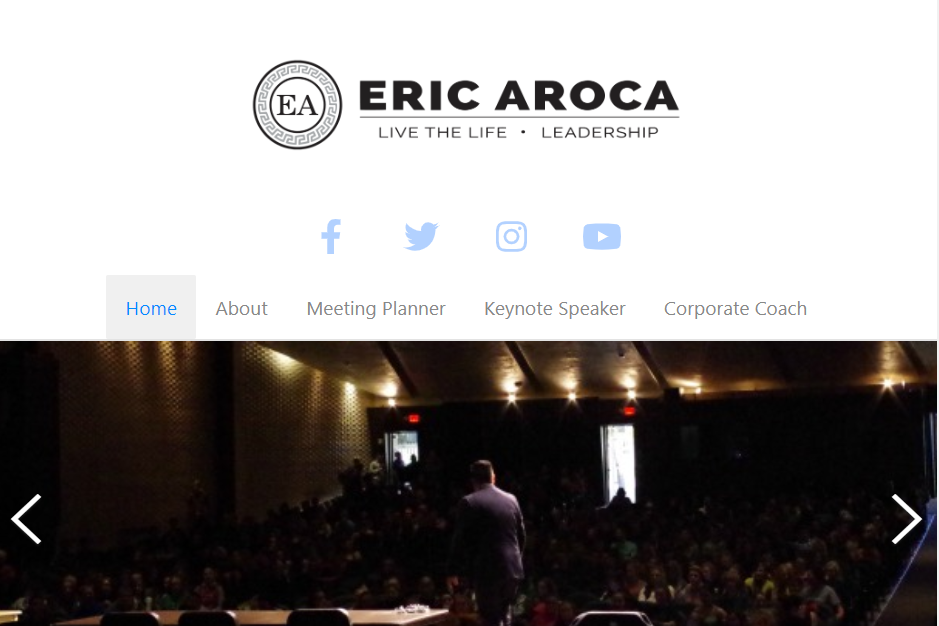 EA
ERIC AROCA
LIVE THE LIFE • LEADERSHIP
Home About Meeting Planner Keynote Speaker Corporate Coach